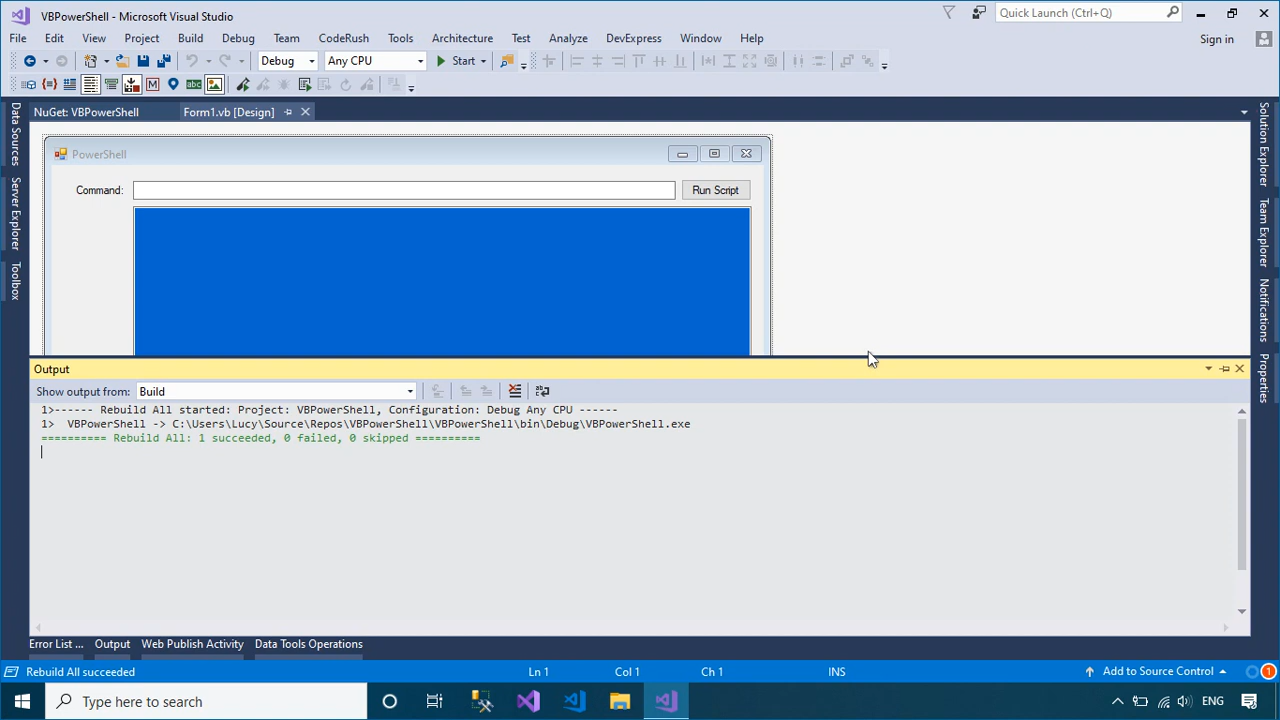 VBPowerShell - Microsoft Visual Studio
Quick Launch (Ctrl+Q)
File Edit View Project Build Debug Team CodeRush Tools Architecture Test Analyze DevExpress Window Help
Sign in
Debug Any CPU Start
abc
NuGet: VBPowerShell Form1.vb [Design]
Data Sources
Server Explorer
Toolbox
Solution Explorer
Team Explorer
Notifications
Properties
PowerShell
Command: Run Script
Output
Show output from: Build
1>------ Rebuild All started: Project: VBPowerShell, Configuration: Debug Any CPU ------
1>  VBPowerShell -> C:\Users\Lucy\Source\Repos\VBPowerShell\VBPowerShell\bin\Debug\VBPowerShell.exe
========== Rebuild All: 1 succeeded, 0 failed, 0 skipped ==========
Error List ... Output Web Publish Activity Data Tools Operations
Rebuild All succeeded Ln 1 Col 1 Ch 1 INS Add to Source Control 1
Type here to search
ENG